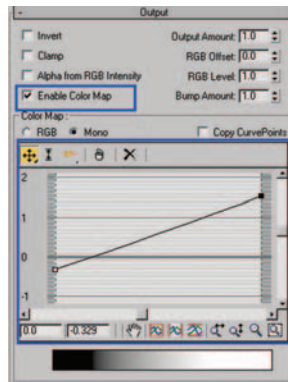 - Output
Invert Output Amount: 1.0
Clamp RGB Offset: 0.0
Alpha from RGB Intensity RGB Level: 1.0
Enable Color Map Bump Amount: 1.0
Color Map :
RGB Mono Copy CurvePoints
2
1
0
-1
0.0 -0.329